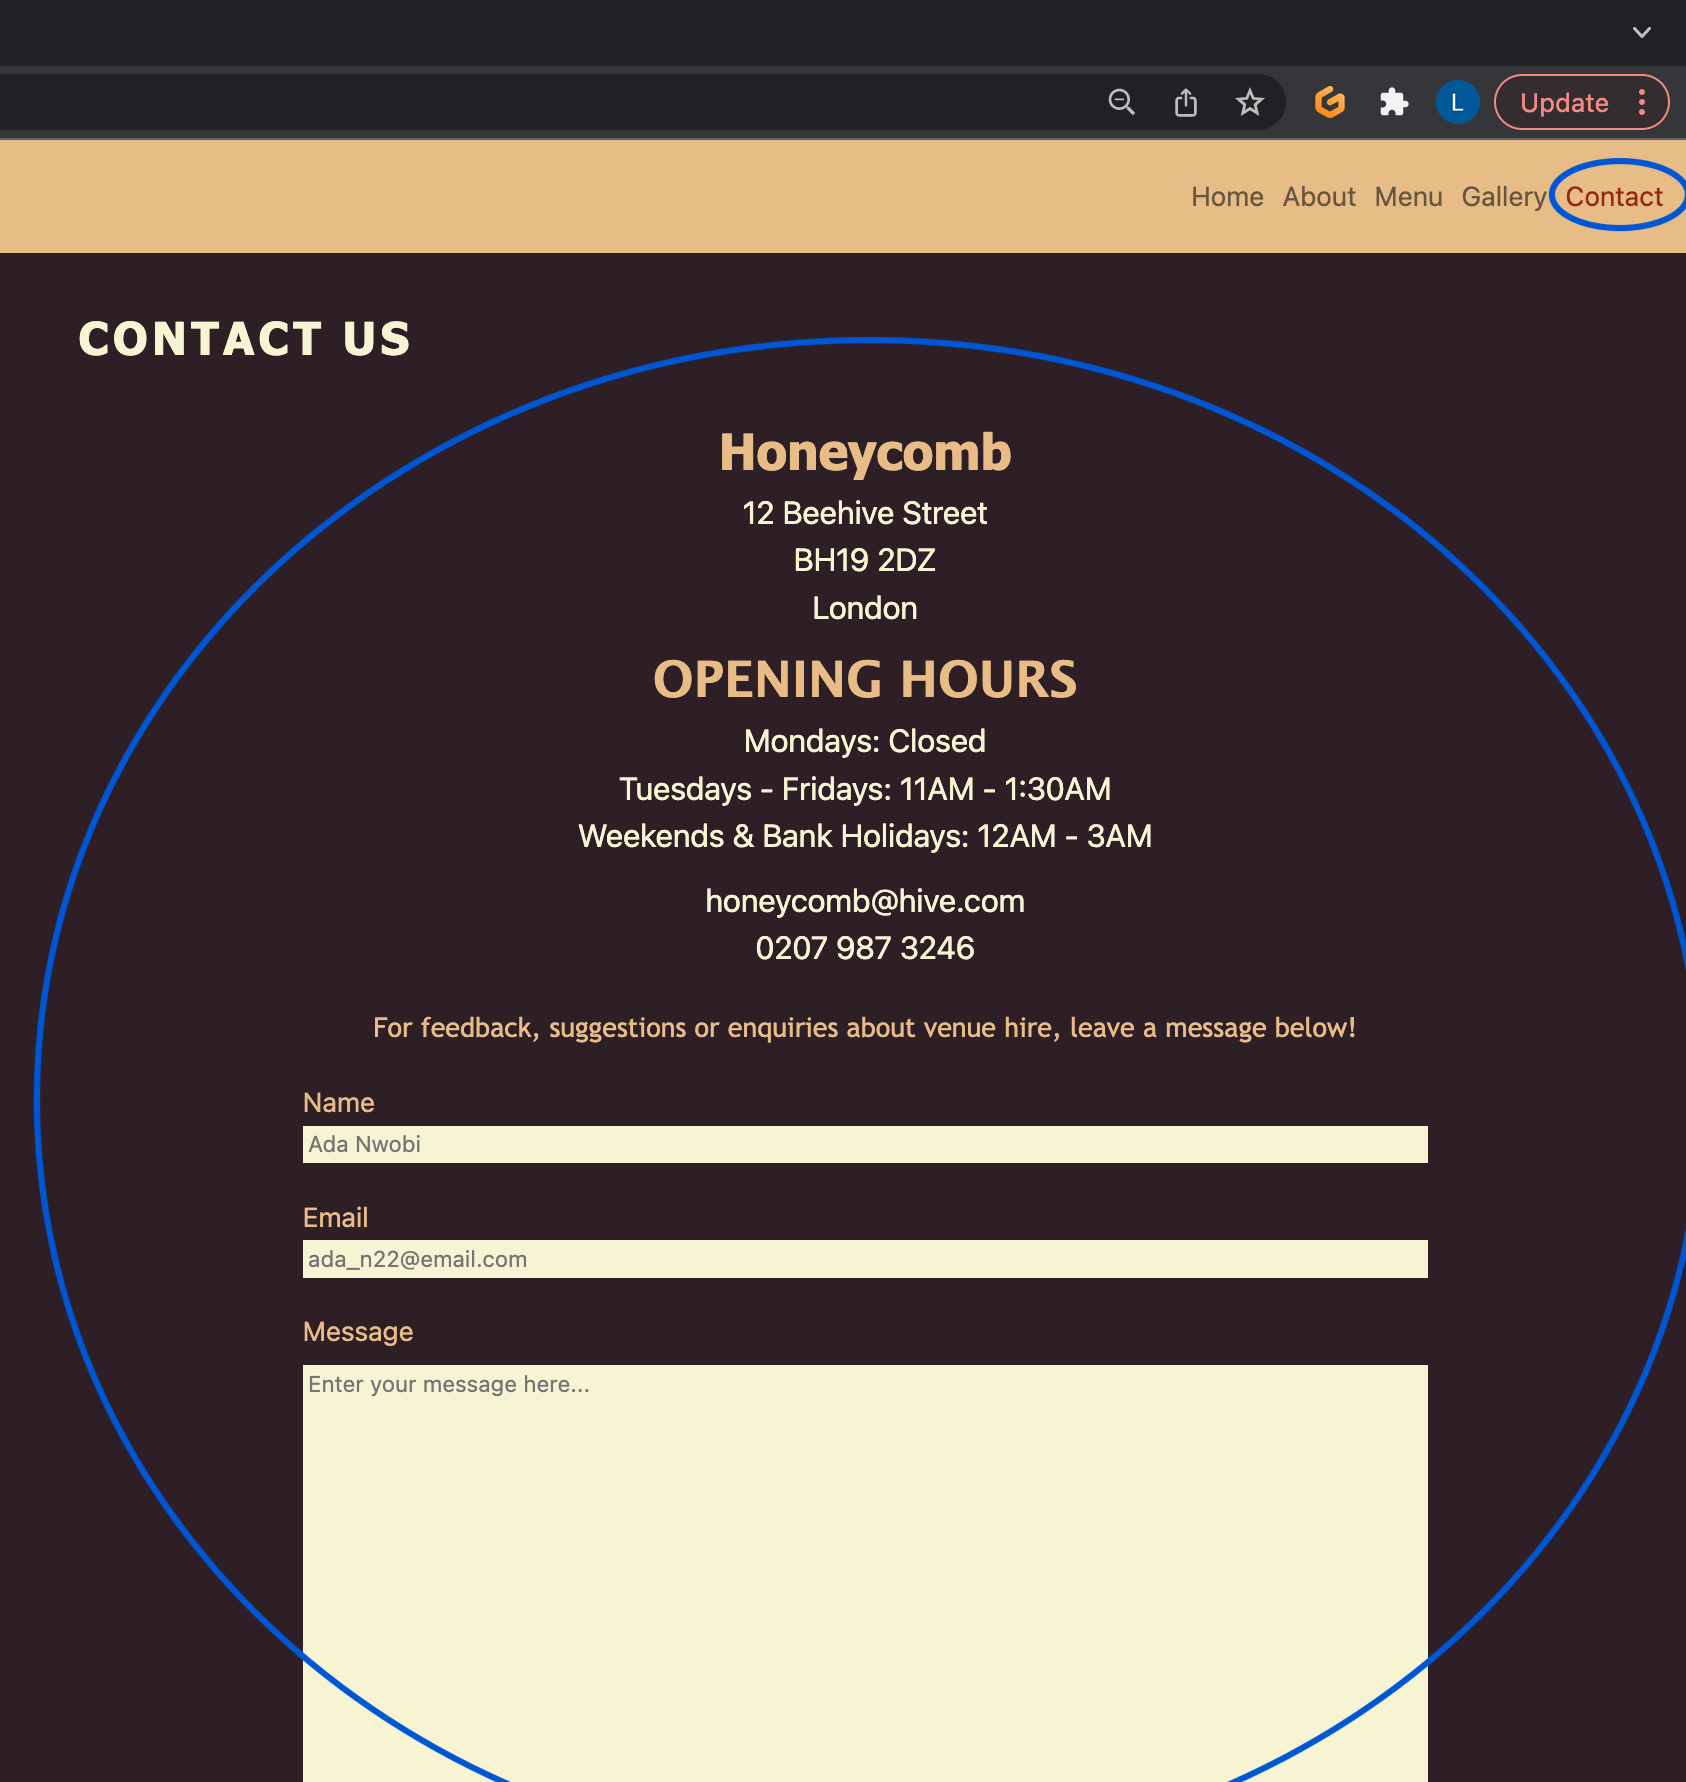 L
Update
Home About Menu Gallery Contact
CONTACT US
Honeycomb
12 Beehive Street
BH19 2DZ
London
OPENING HOURS
Mondays: Closed
Tuesdays - Fridays: 11AM - 1:30AM
Weekends & Bank Holidays: 12AM - 3AM
honeycomb@hive.com
0207 987 3246
For feedback, suggestions or enquiries about venue hire, leave a message below!
Name
Ada Nwobi
Email
ada_n22@email.com
Message
Enter your message here...